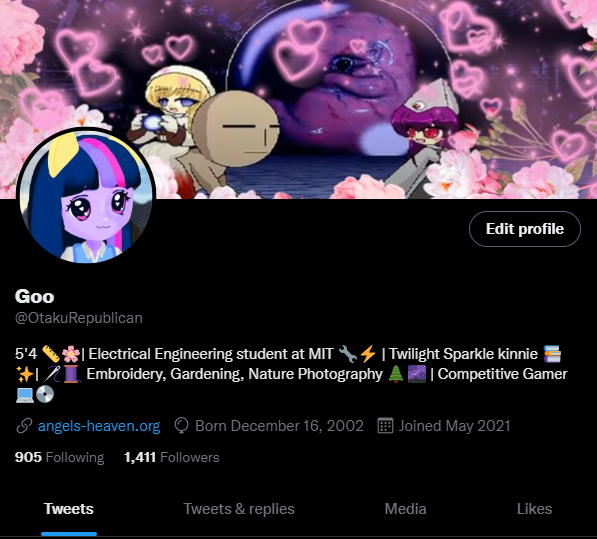 Edit profile
Goo
@OtakuRepublican
5'4 📏🌸| Electrical Engineering student at MIT 🔧⚡ | Twilight Sparkle kinnie 📚
✨| 🪡🧵 Embroidery, Gardening, Nature Photography 🌲🌌 | Competitive Gamer
💻💿
angels-heaven.org Born December 16, 2002 Joined May 2021
905 Following 1,411 Followers
Tweets Tweets & replies Media Likes